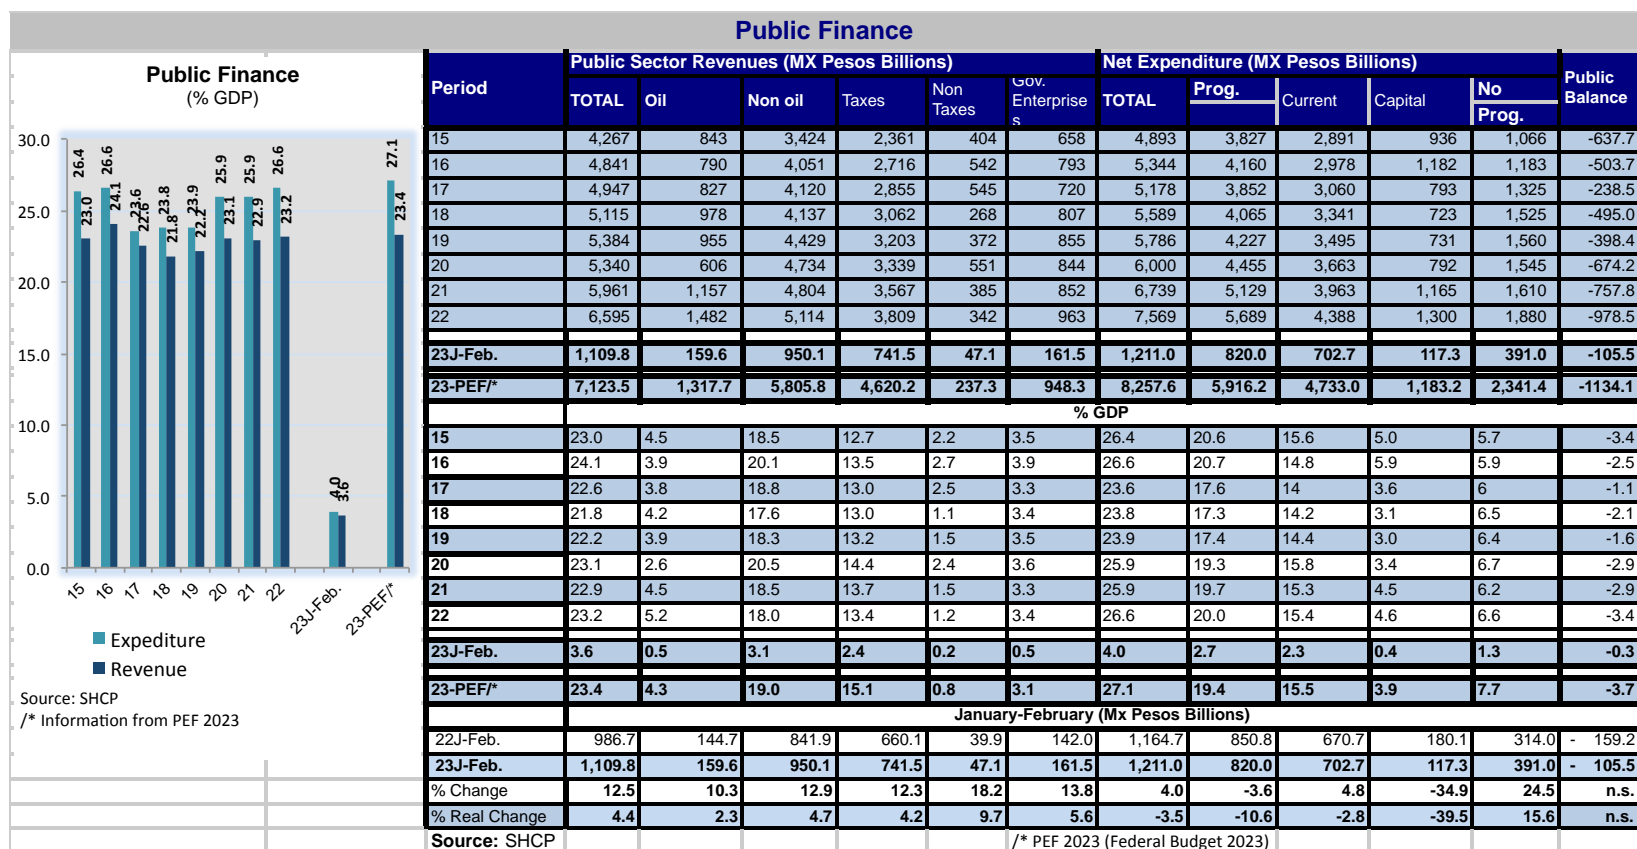 Public Finance
Public Finance
(% GDP)
30.0
25.0
20.0
15.0
10.0
5.0
0.0
26.4 23.0 26.6 24.1 23.6 22.6 23.8 21.8 23.9 22.2 25.9 23.1 25.9 22.9 26.6 23.2 4.0 3.6 27.1 23.4
15 16 17 18 19 20 21 22 23J-Feb. 23-PEF/*
Expediture
Revenue
Source: SHCP
/* Information from PEF 2023
Period Public Sector Revenues (MX Pesos Billions) Net Expenditure (MX Pesos Billions) Public Balance
TOTAL Oil Non oil Taxes Non Taxes Gov. Enterprises TOTAL Prog. Current Capital No Prog.
15 4,267 843 3,424 2,361 404 658 4,893 3,827 2,891 936 1,066 -637.7
16 4,841 790 4,051 2,716 542 793 5,344 4,160 2,978 1,182 1,183 -503.7
17 4,947 827 4,120 2,855 545 720 5,178 3,852 3,060 793 1,325 -238.5
18 5,115 978 4,137 3,062 268 807 5,589 4,065 3,341 723 1,525 -495.0
19 5,384 955 4,429 3,203 372 855 5,786 4,227 3,495 731 1,560 -398.4
20 5,340 606 4,734 3,339 551 844 6,000 4,455 3,663 792 1,545 -674.2
21 5,961 1,157 4,804 3,567 385 852 6,739 5,129 3,963 1,165 1,610 -757.8
22 6,595 1,482 5,114 3,809 342 963 7,569 5,689 4,388 1,300 1,880 -978.5
23J-Feb. 1,109.8 159.6 950.1 741.5 47.1 161.5 1,211.0 820.0 702.7 117.3 391.0 -105.5
23-PEF/* 7,123.5 1,317.7 5,805.8 4,620.2 237.3 948.3 8,257.6 5,916.2 4,733.0 1,183.2 2,341.4 -1134.1
% GDP
15 23.0 4.5 18.5 12.7 2.2 3.5 26.4 20.6 15.6 5.0 5.7 -3.4
16 24.1 3.9 20.1 13.5 2.7 3.9 26.6 20.7 14.8 5.9 5.9 -2.5
17 22.6 3.8 18.8 13.0 2.5 3.3 23.6 17.6 14 3.6 6 -1.1
18 21.8 4.2 17.6 13.0 1.1 3.4 23.8 17.3 14.2 3.1 6.5 -2.1
19 22.2 3.9 18.3 13.2 1.5 3.5 23.9 17.4 14.4 3.0 6.4 -1.6
20 23.1 2.6 20.5 14.4 2.4 3.6 25.9 19.3 15.8 3.4 6.7 -2.9
21 22.9 4.5 18.5 13.7 1.5 3.3 25.9 19.7 15.3 4.5 6.2 -2.9
22 23.2 5.2 18.0 13.4 1.2 3.4 26.6 20.0 15.4 4.6 6.6 -3.4
23J-Feb. 3.6 0.5 3.1 2.4 0.2 0.5 4.0 2.7 2.3 0.4 1.3 -0.3
23-PEF/* 23.4 4.3 19.0 15.1 0.8 3.1 27.1 19.4 15.5 3.9 7.7 -3.7
January-February (Mx Pesos Billions)
22J-Feb. 986.7 144.7 841.9 660.1 39.9 142.0 1,164.7 850.8 670.7 180.1 314.0 - 159.2
23J-Feb. 1,109.8 159.6 950.1 741.5 47.1 161.5 1,211.0 820.0 702.7 117.3 391.0 - 105.5
% Change 12.5 10.3 12.9 12.3 18.2 13.8 4.0 -3.6 4.8 -34.9 24.5 n.s.
% Real Change 4.4 2.3 4.7 4.2 9.7 5.6 -3.5 -10.6 -2.8 -39.5 15.6 n.s.
Source: SHCP /* PEF 2023 (Federal Budget 2023)